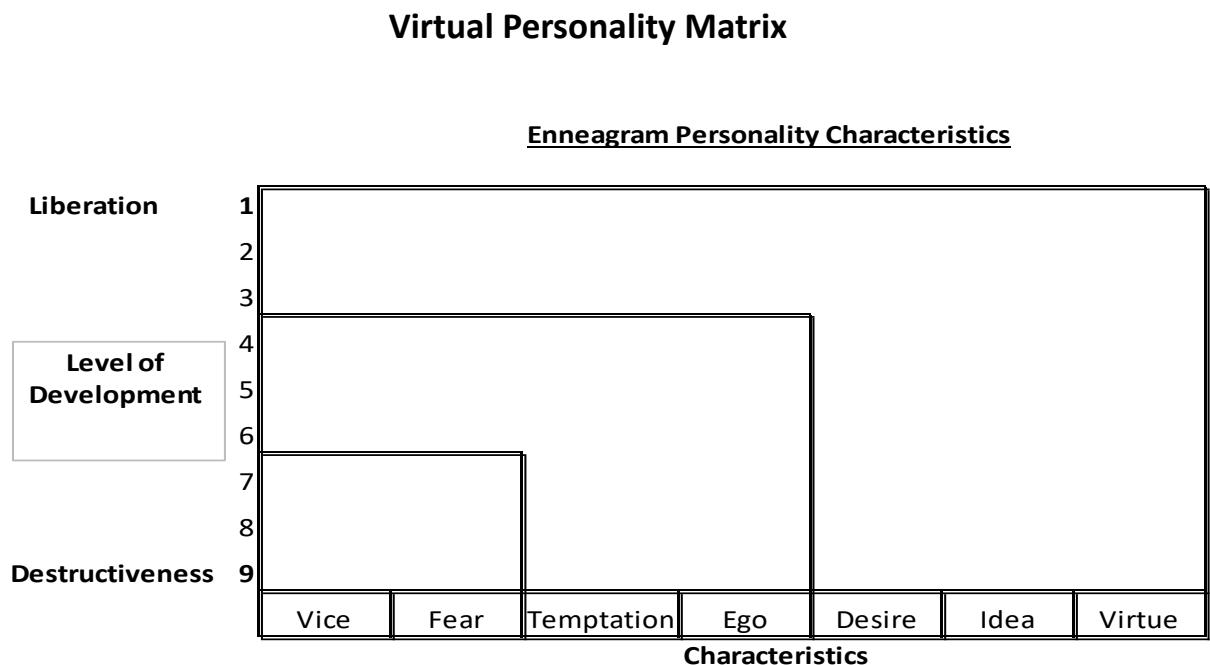 Virtual Personality Matrix
Enneagram Personality Characteristics
Liberation 1
2
3
4
Level of
Development
5
6
7
8
Destructiveness 9
Vice Fear Temptation Ego Desire Idea Virtue
Characteristics